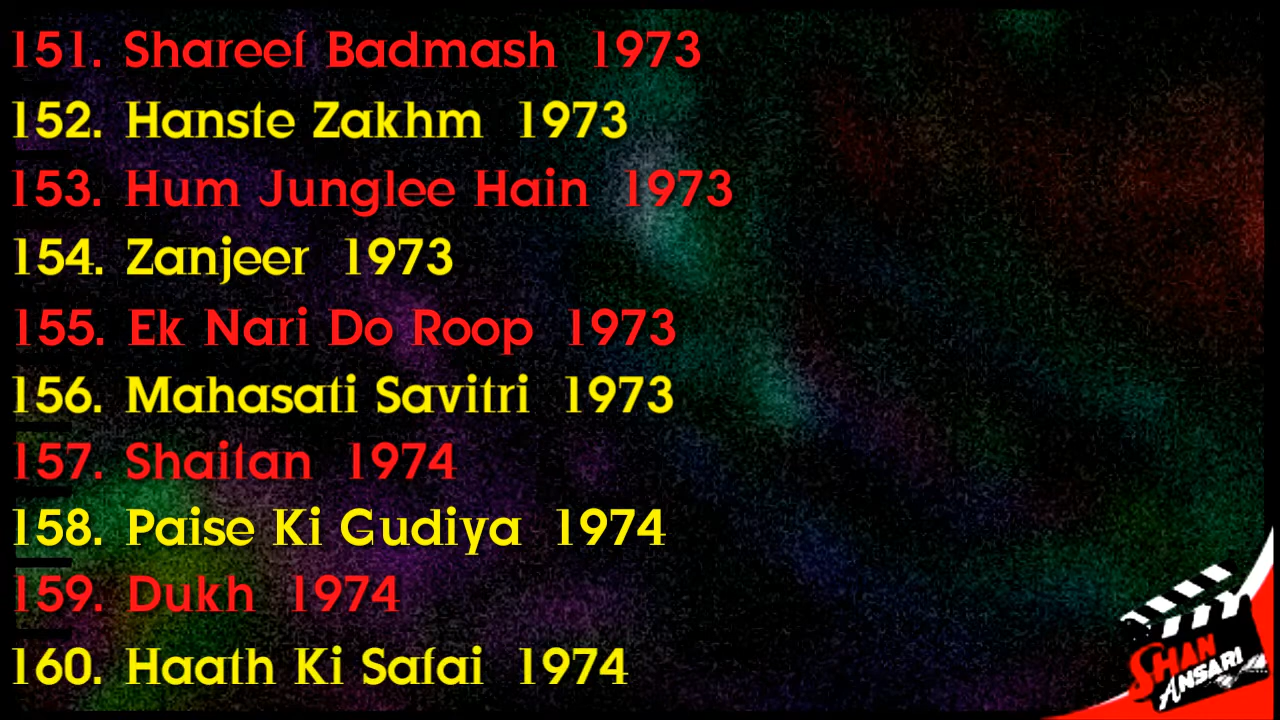 151. Shareef Badmash 1973
152. Hanste Zakhm 1973
153. Hum Junglee Hain 1973
154. Zanjeer 1973
155. Ek Nari Do Roop 1973
156. Mahasati Savitri 1973
157. Shaitan 1974
158. Paise Ki Gudiya 1974
159. Dukh 1974
160. Haath Ki Safai 1974
SHAN
ANSARI